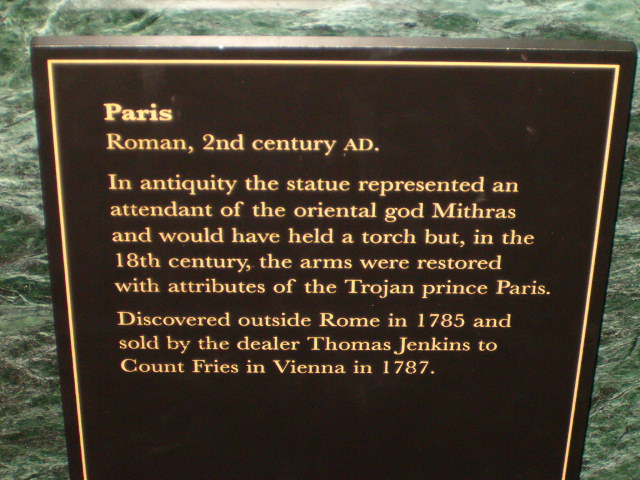 Paris
Roman, 2nd century AD.
In antiquity the statue represented an
attendant of the oriental god Mithras
and would have held a torch but, in the
18th century, the arms were restored
with attributes of the Trojan prince Paris.
Discovered outside Rome in 1785 and
sold by the dealer Thomas Jenkins to
Count Fries in Vienna in 1787.